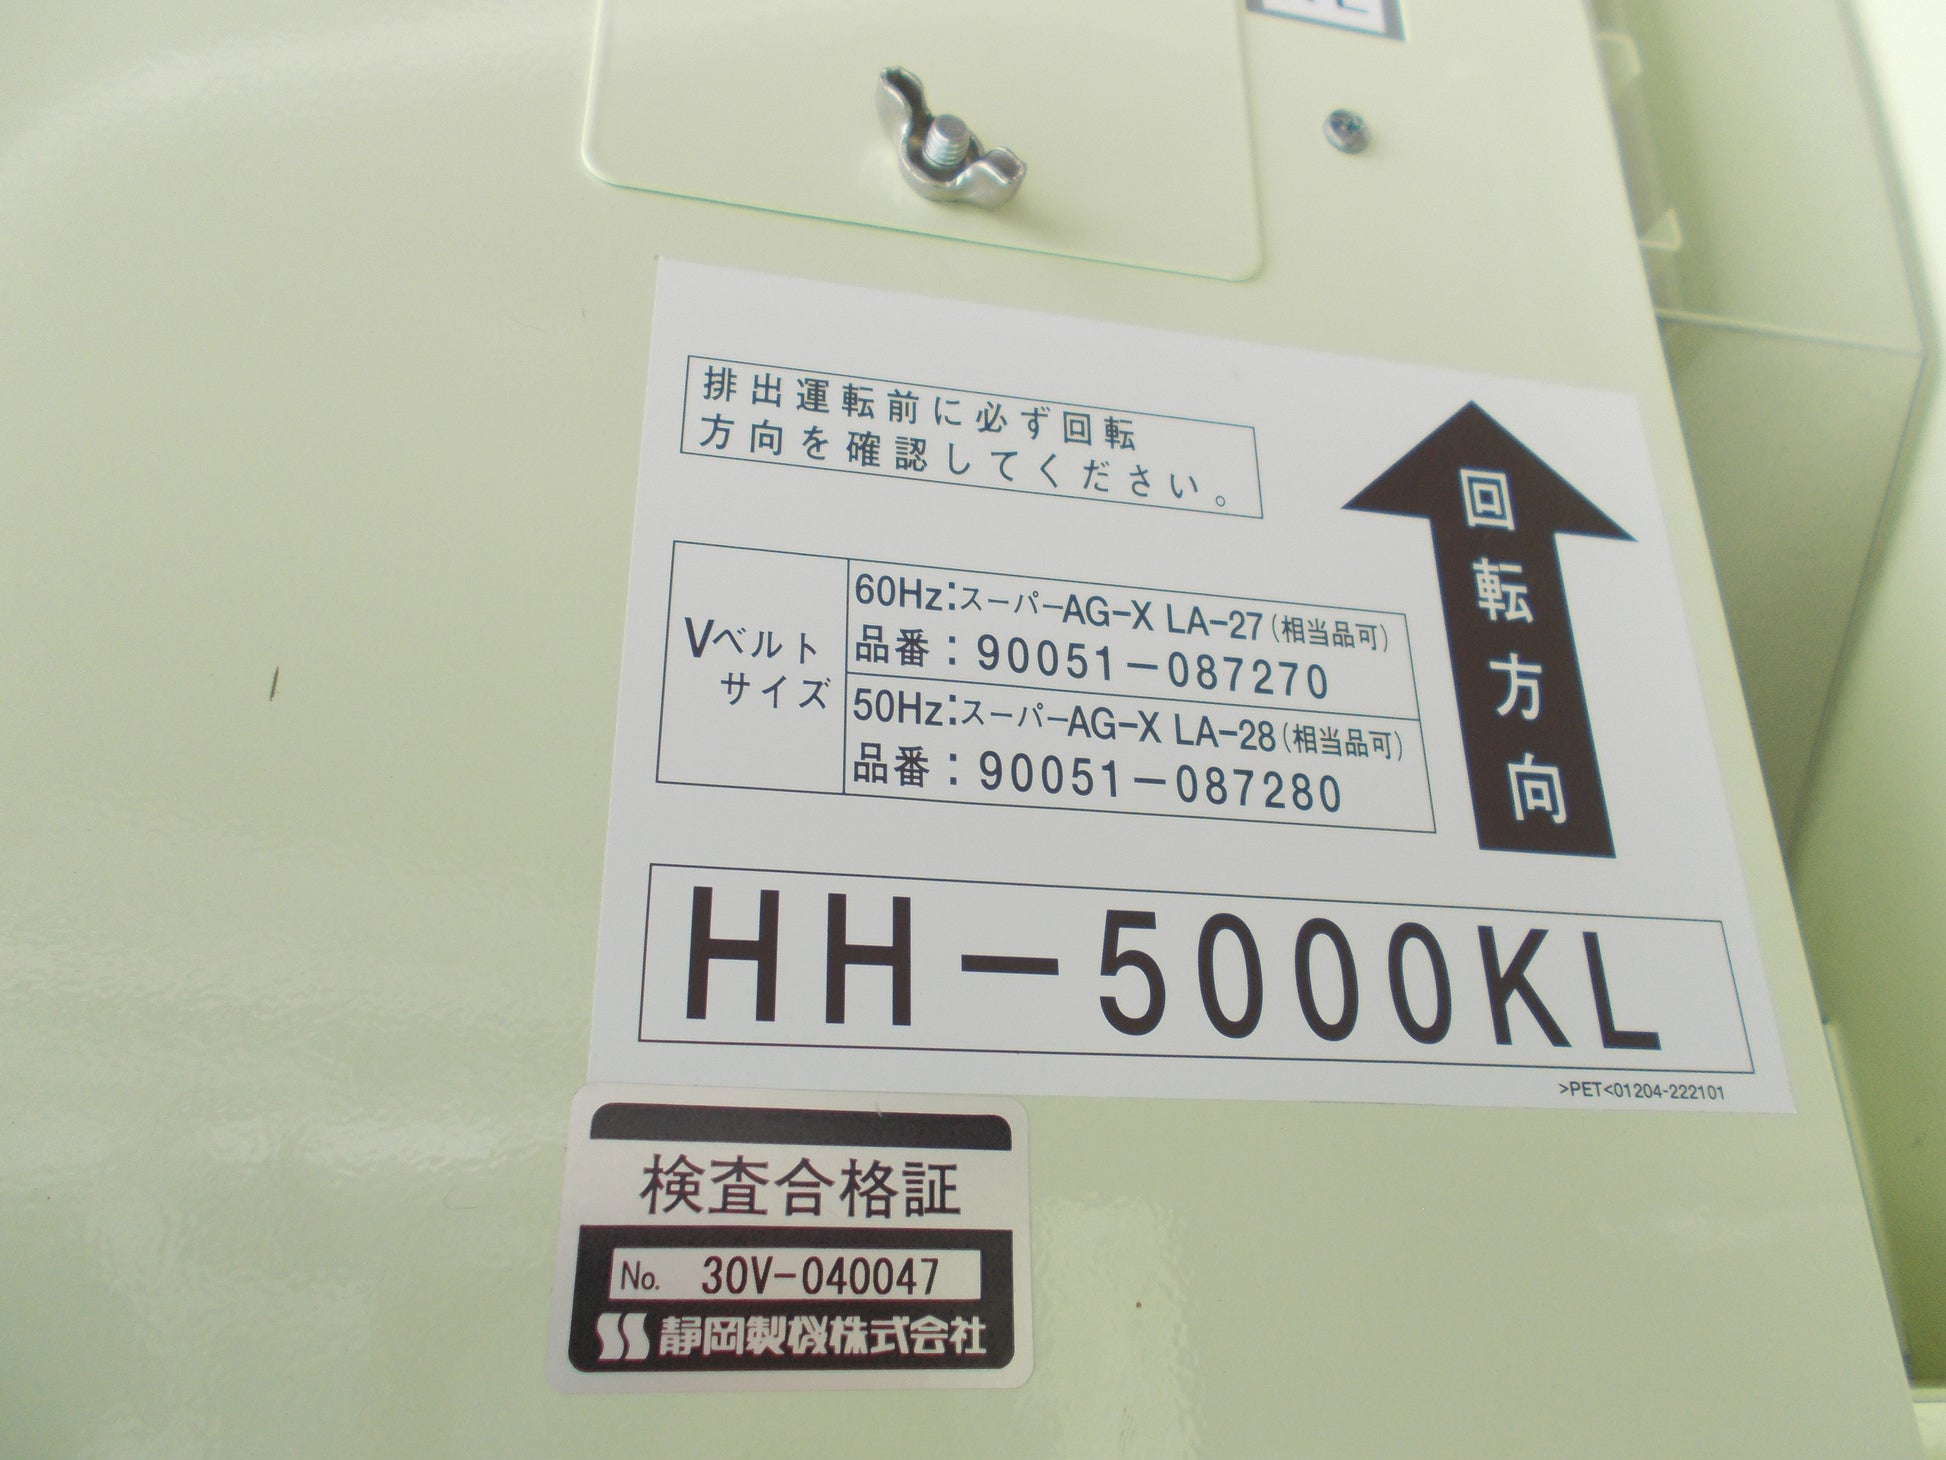 排出運転前に必ず回転
方向を確認してください。
回転方向
Vベルト
サイズ
60Hz:スーパーAG-X LA-27(相当品可)
品番:90051-087270
50Hz:スーパーAG-X LA-28(相当品可)
品番:90051-087280
HH-5000KL
>PET<01204-222101
検査合格証
No. 30V-040047
静岡製機株式会社